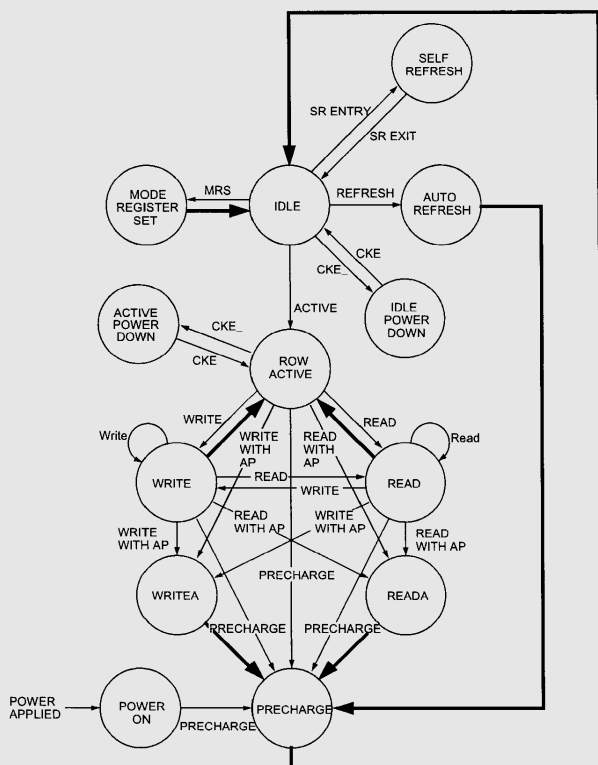 SELF
REFRESH
SR ENTRY
SR EXIT
MODE
REGISTER
SET
MRS
IDLE
REFRESH
AUTO
REFRESH
CKE
CKE_
IDLE
POWER
DOWN
ACTIVE
ACTIVE
POWER
DOWN
CKE_
CKE
ROW
ACTIVE
WRITE
WRITE
WITH
AP
READ
WITH
AP
READ
Write
Read
WRITE
READ
WRITE
READ
READ
WITH AP
WRITE
WITH AP
WRITE
WITH AP
READ
WITH AP
WRITEA
PRECHARGE
READA
PRECHARGE
PRECHARGE
POWER
APPLIED
POWER
ON
PRECHARGE
PRECHARGE